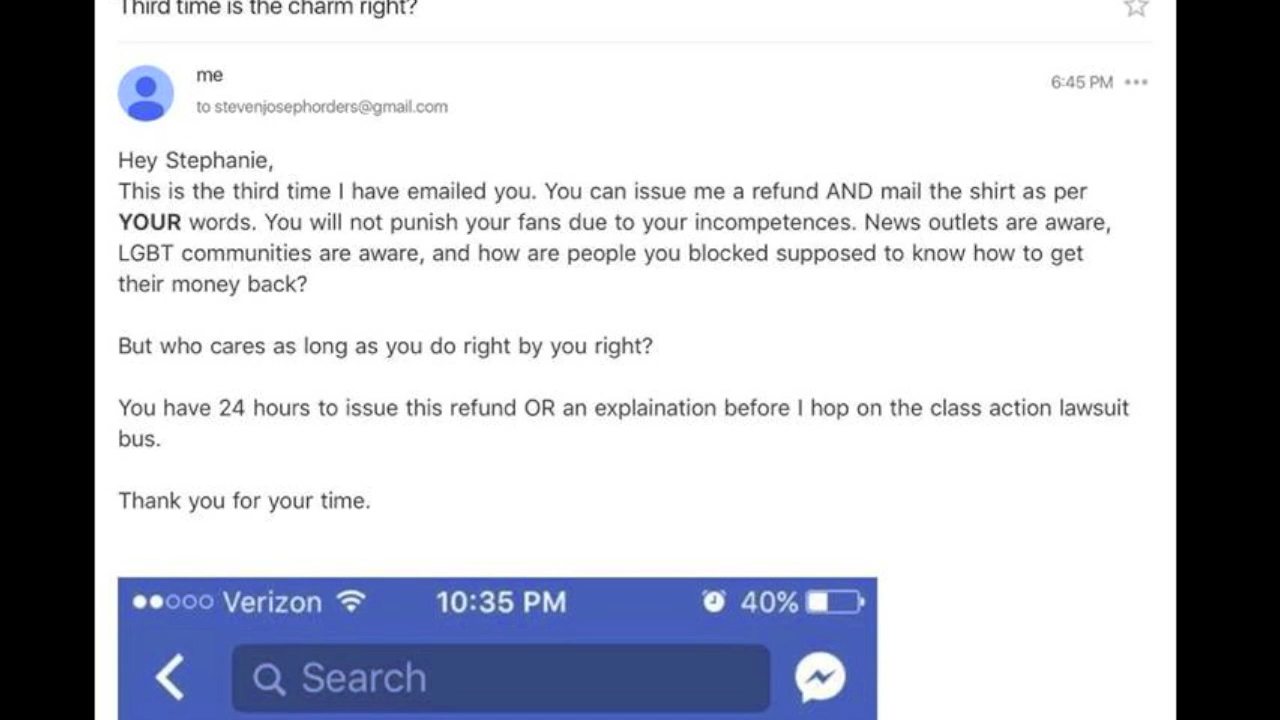 Third time is the charm right?
me
6:45 PM
to stevenjosephorders@gmail.com
Hey Stephanie,
This is the third time I have emailed you. You can issue me a refund AND mail the shirt as per
YOUR words. You will not punish your fans due to your incompetences. News outlets are aware,
LGBT communities are aware, and how are people you blocked supposed to know how to get
their money back?
But who cares as long as you do right by you right?
You have 24 hours to issue this refund OR an explaination before I hop on the class action lawsuit
bus.
Thank you for your time.
Verizon 10:35 PM 40%
Search